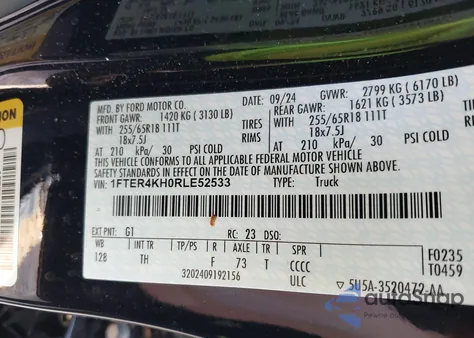 MFD. BY FORD MOTOR CO.
09/24 GVWR: 2799 KG (6170 LB)
FRONT GAWR: 1420 KG (3130 LB)
REAR GAWR: 1621 KG (3573 LB)
255/65R18 111T TIRES 255/65R18 111T
18x7.5J RIMS 18x7.5J
AT 210 kPa/ 30 PSI COLD AT 210 kPa/ 30 PSI COLD
THIS VEHICLE CONFORMS TO ALL APPLICABLE FEDERAL MOTOR VEHICLE
SAFETY STANDARDS IN EFFECT ON THE DATE OF MANUFACTURE SHOWN ABOVE.
VIN: 1FTER4KH0RLE52533
TYPE: Truck
EXT PNT: G1 RC: 23 DSO:
WB INT TR TP/PS R AXLE TR SPR
128 TH F 73 T CCCC
3202409192156 ULC
F0235
T0459
5U5A-3520472-AA
autosnap